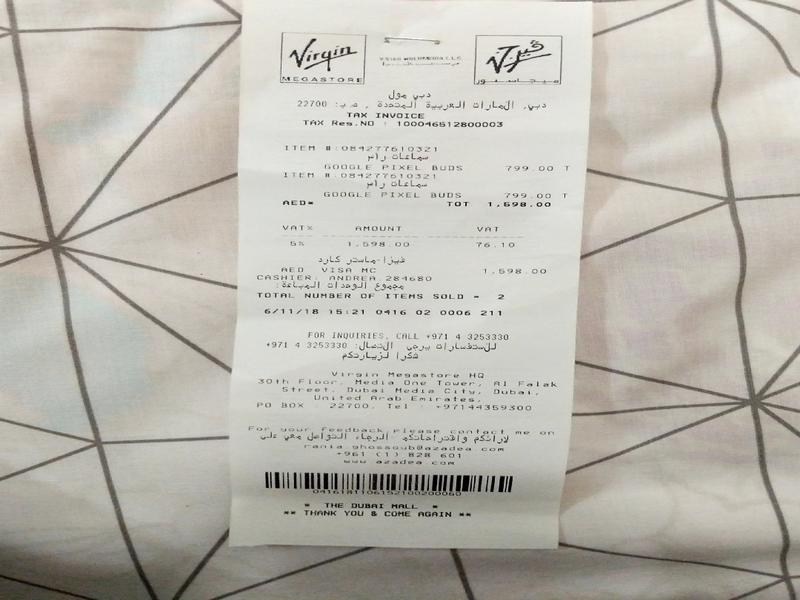 Virgin
MEGASTORE
ڤيرجن
ميجاستور
دبي مول
دبي, الامارات العربية المتحدة , ص ب: 22700
TAX INVOICE
TAX Res.NO : 100046512800003
ITEM #:084277610321
سماعات راس
GOOGLE PIXEL BUDS 799.00 T
ITEM #:084277610321
سماعات راس
GOOGLE PIXEL BUDS 799.00 T
AED= TOT 1,598.00
VAT% AMOUNT VAT
5% 1,598.00 76.10
فيزا-ماستر كارد
AED VISA MC 1,598.00
CASHIER: ANDREA.284680
مجموع الوحدات المباعة:
TOTAL NUMBER OF ITEMS SOLD = 2
6/11/18 15:21 0416 02 0006 211
FOR INQUIRIES, CALL +971 4 3253330
للاستفسارات يرجى الاتصال: 3253330 4 971+
شكرا لزيارتكم
Virgin Megastore HQ
30th Floor, Media One Tower, Al Falak
Street, Dubai Media City, Dubai,
United Arab Emirates,
PO BOX 22700, Tel : +97144359300
For your feedback,please contact me on
لارائكم واقتراحاتكم الرجاء التواصل معي على
rania.ghossoub@azadea.com
+961 (1) 828 601
www.azadea.com
0416181106152100200060
* THE DUBAI MALL *
** THANK YOU & COME AGAIN **